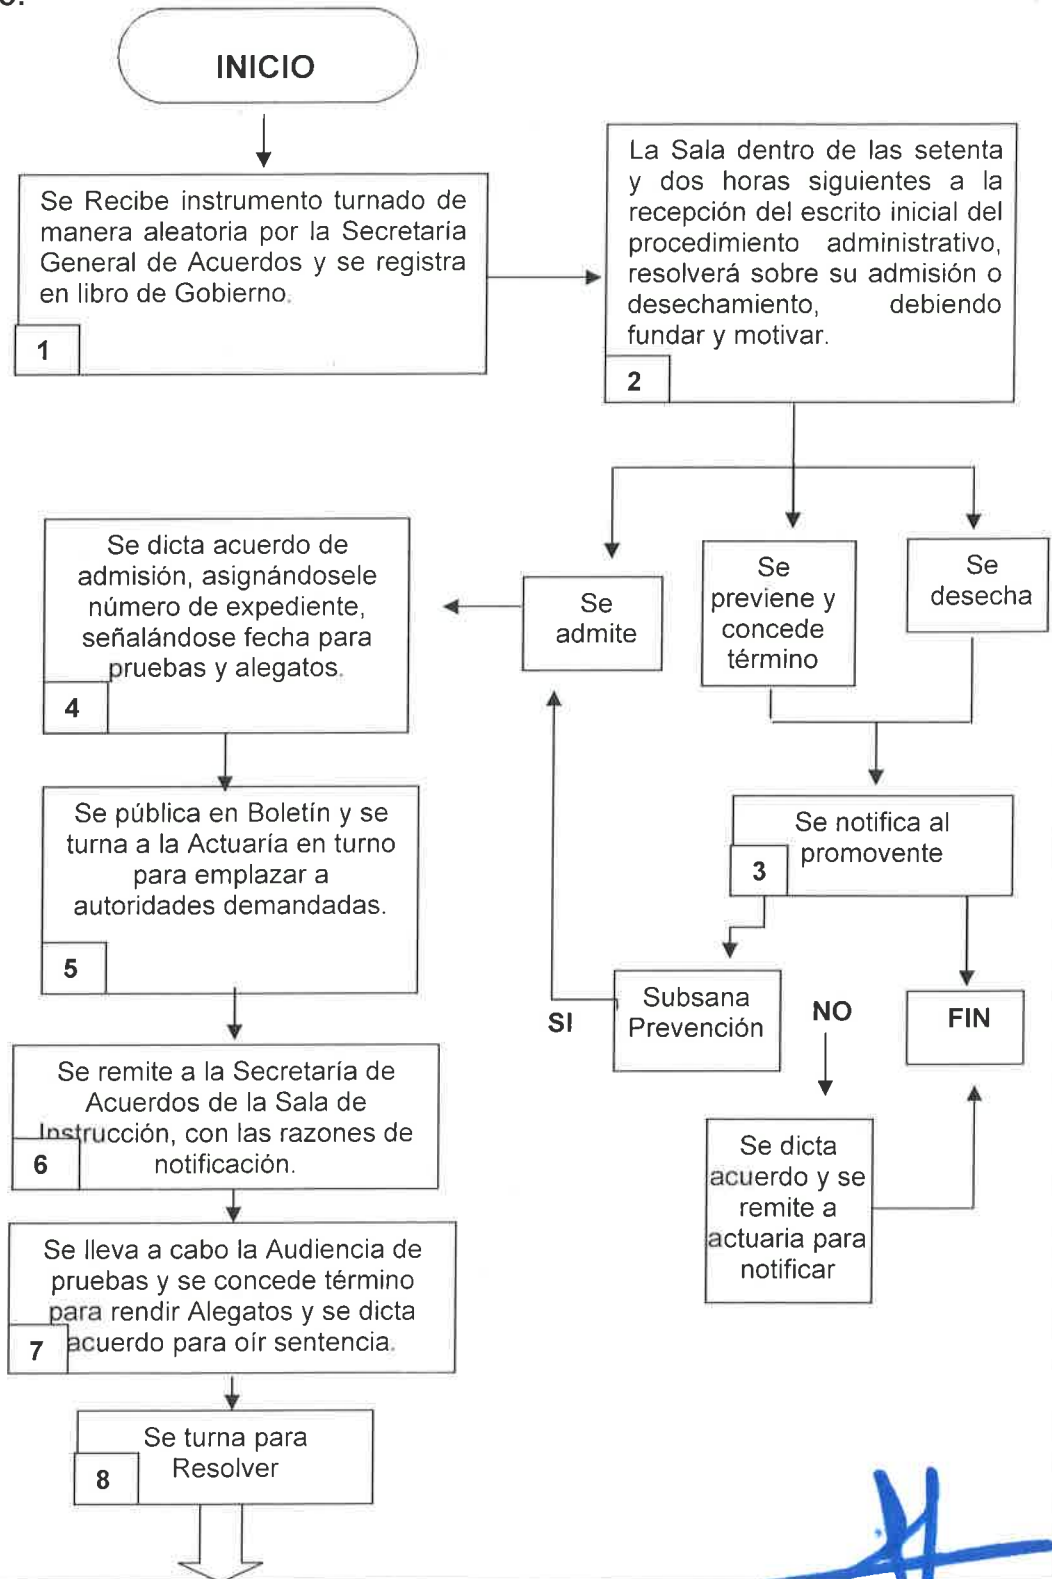 INICIO
Se Recibe instrumento turnado de
manera aleatoria por la Secretaría
General de Acuerdos y se registra
en libro de Gobierno.
1
La Sala dentro de las setenta
y dos horas siguientes a la
recepción del escrito inicial del
procedimiento administrativo,
resolverá sobre su admisión o
desechamiento, debiendo
fundar y motivar.
2
Se
admite
Se
previene y
concede
término
Se
desecha
Se notifica al
promovente
3
Subsana
Prevención
SI
NO
FIN
Se dicta
acuerdo y se
remite a
actuaria para
notificar
Se dicta acuerdo de
admisión, asignándosele
número de expediente,
señalándose fecha para
pruebas y alegatos.
4
Se pública en Boletín y se
turna a la Actuaría en turno
para emplazar a
autoridades demandadas.
5
Se remite a la Secretaría de
Acuerdos de la Sala de
Instrucción, con las razones de
notificación.
6
Se lleva a cabo la Audiencia de
pruebas y se concede término
para rendir Alegatos y se dicta
acuerdo para oír sentencia.
7
Se turna para
Resolver
8